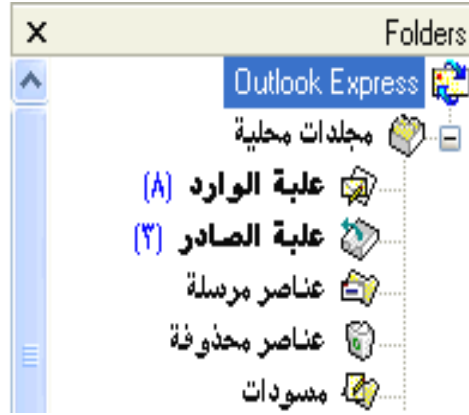 Folders
Outlook Express
مجلدات محلية
علبة الوارد (٨)
علبة الصادر (٣)
عناصر مرسلة
عناصر محذوفة
مسودات